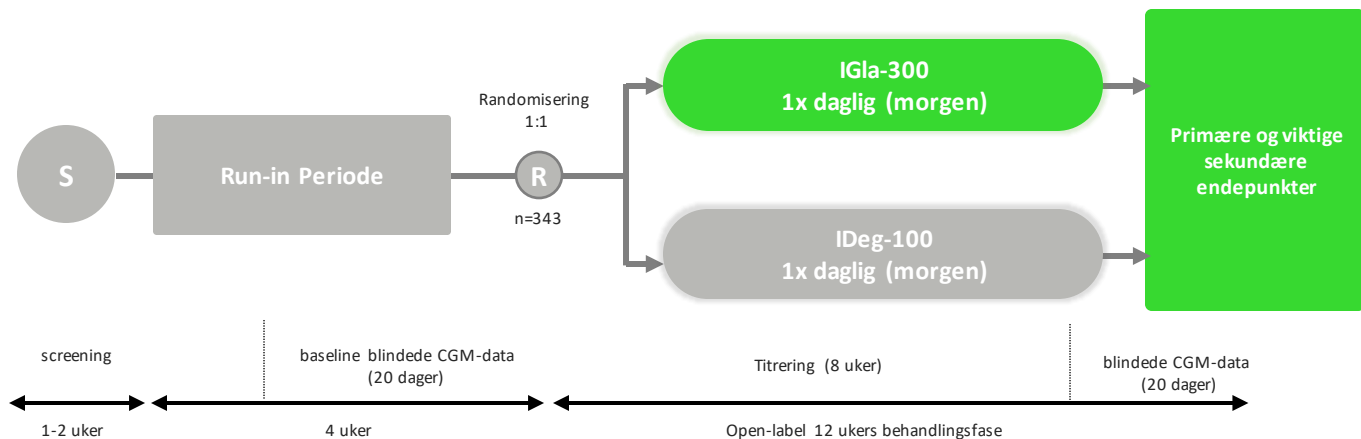 S
Run-in Periode
Randomisering
1:1
R
n=343
IGla-300
1x daglig (morgen)
IDeg-100
1x daglig (morgen)
Primære og viktige
sekundære
endepunkter
screening
baseline blindede CGM-data
(20 dager)
Titrering (8 uker)
blindede CGM-data
(20 dager)
1-2 uker
4 uker
Open-label 12 ukers behandlingsfase